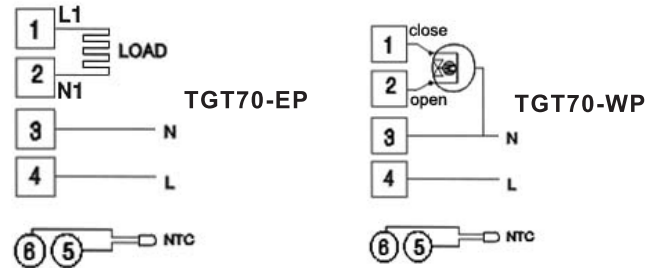 1 L1
LOAD
2 N1
TGT70-EP
3 N
4 L
6 5 NTC
1 close
2 open
TGT70-WP
3 N
4 L
6 5 NTC